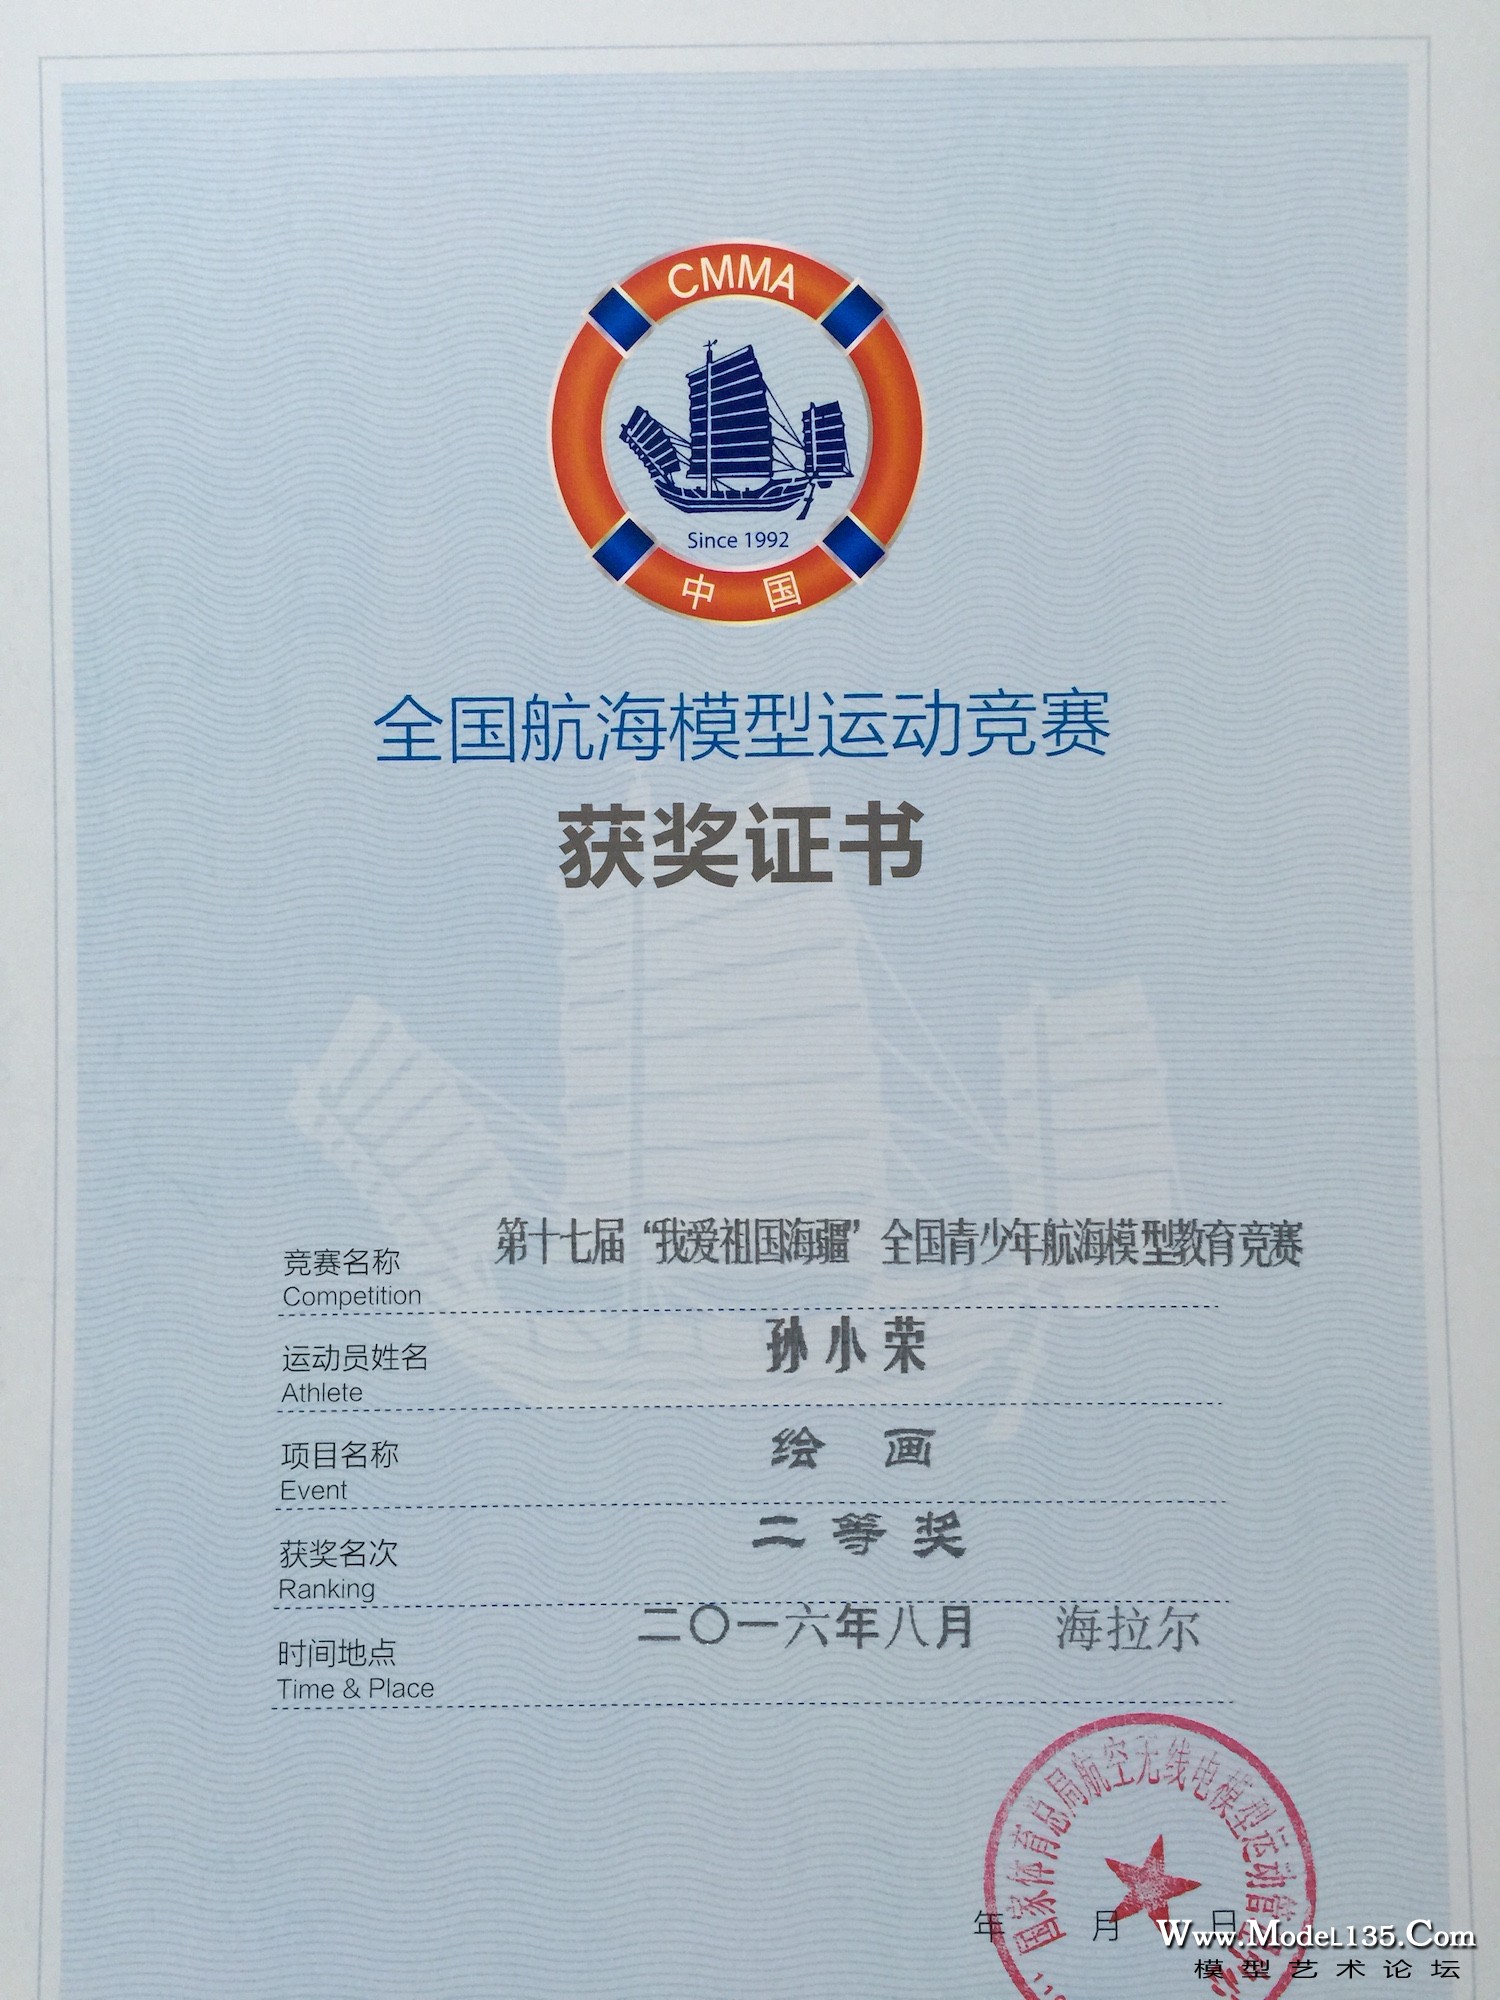 CMMA
Since 1992
中国
全国航海模型运动竞赛
获奖证书
竞赛名称 第十七届“我爱祖国海疆”全国青少年航海模型教育竞赛
Competition
运动员姓名 孙小荣
Athlete
项目名称 绘画
Event
获奖名次 二等奖
Ranking
时间地点 二〇一六年八月 海拉尔
Time & Place
国家体育总局航空无线电模型运动管理
年 月 日
Www.Model135.Com
模型艺术论坛